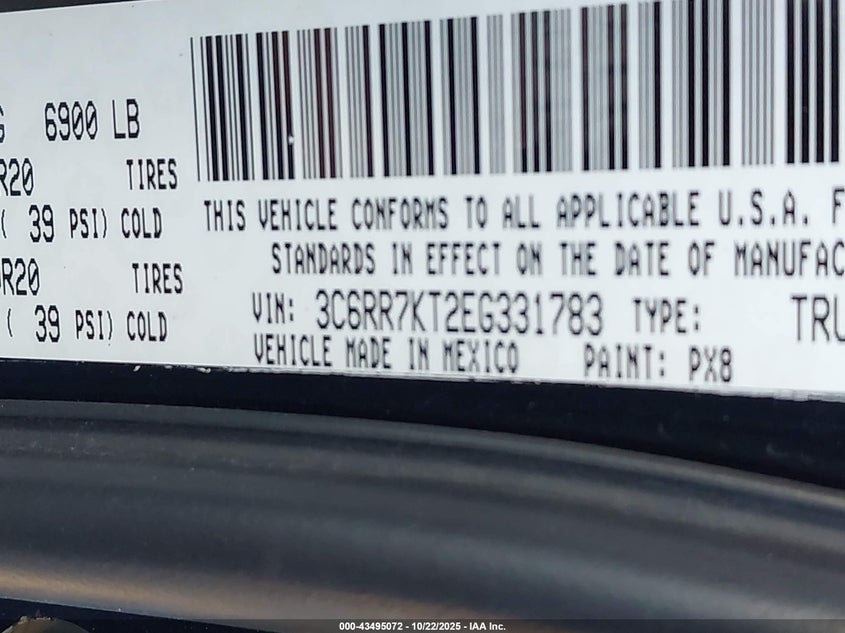 6900 LB
R20 TIRES
( 39 PSI) COLD
R20 TIRES
( 39 PSI) COLD
THIS VEHICLE CONFORMS TO ALL APPLICABLE U.S.A. F
STANDARDS IN EFFECT ON THE DATE OF MANUFAC
VIN: 3C6RR7KT2EG331783 TYPE: TRU
VEHICLE MADE IN MEXICO PAINT: PX8
000-43495072 - 10/22/2025 - IAA Inc.